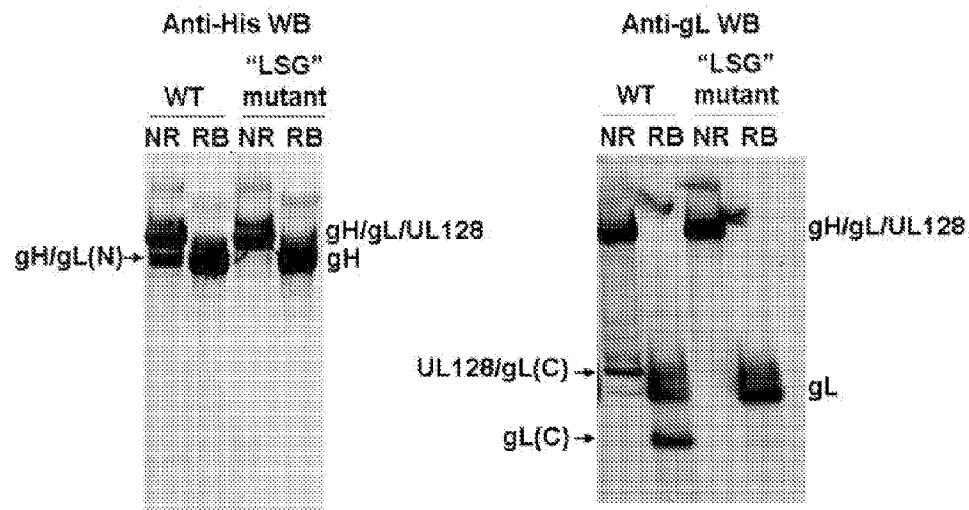 Anti-His WB
"LSG"
WT mutant
NR RB NR RB
gH/gL/UL128
gH/gL(N)→
gH
Anti-gL WB
"LSG"
WT mutant
NR RB NR RB
gH/gL/UL128
UL128/gL(C)→
gL
gL(C)→